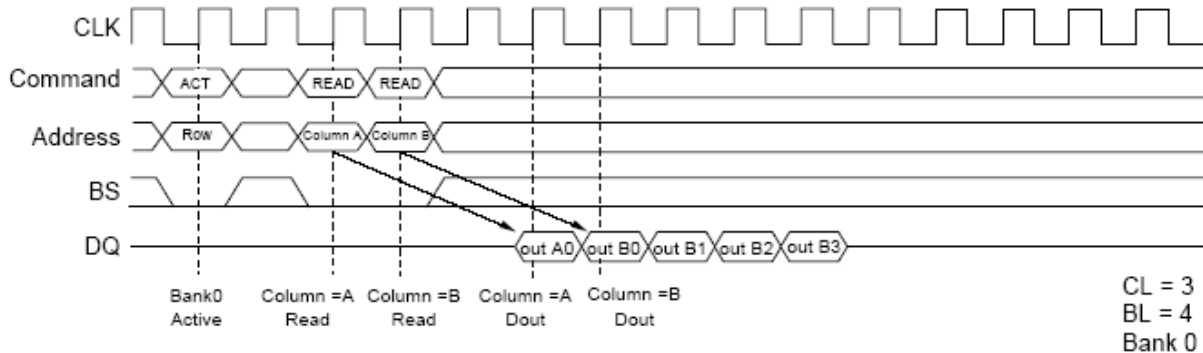 CLK
Command ACT READ READ
Address Row Column A Column B
BS
DQ out A0 out B0 out B1 out B2 out B3
Bank0 Column =A Column =B Column =A Column =B
Active Read Read Dout Dout
CL = 3
BL = 4
Bank 0